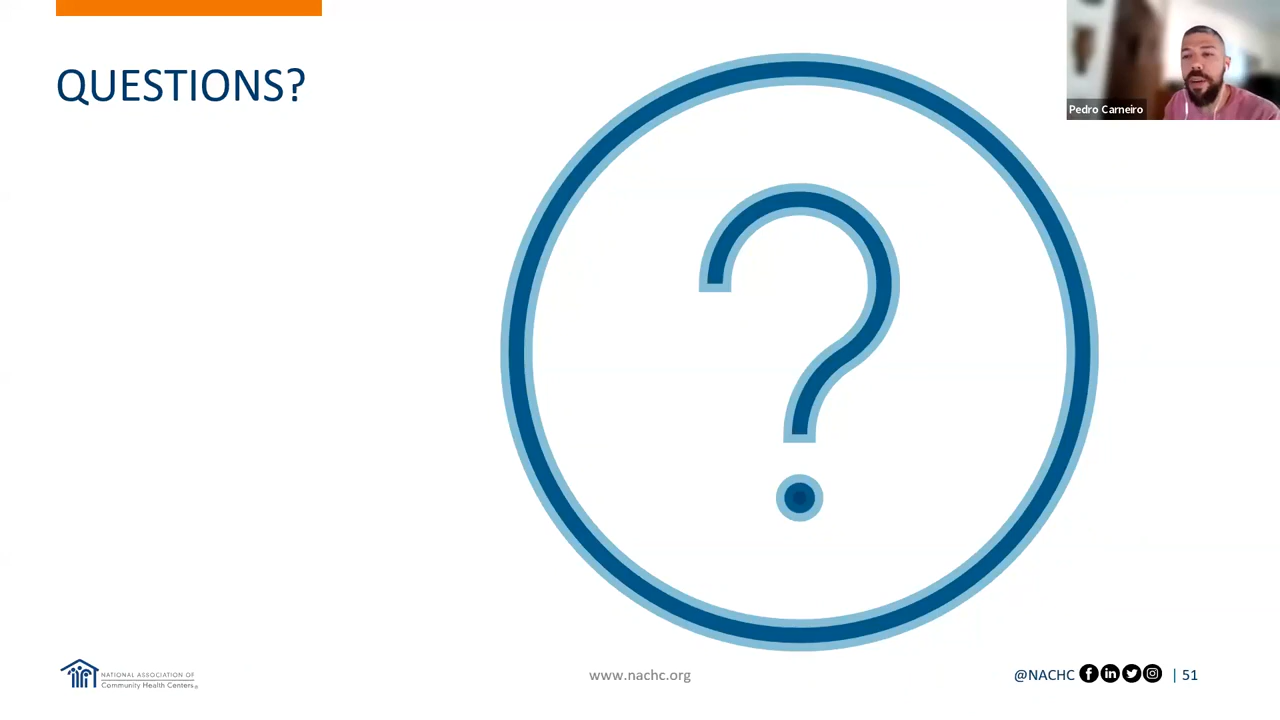 QUESTIONS?
Pedro Carneiro
?
NATIONAL ASSOCIATION OF
Community Health Centers®
www.nachc.org
@NACHC
| 51